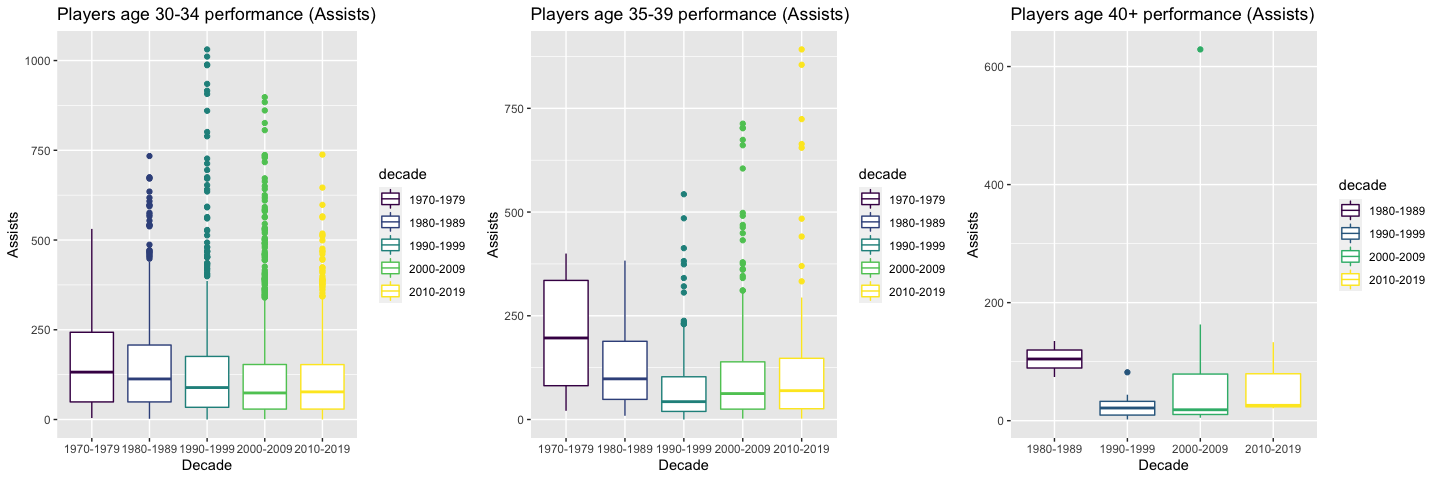 Players age 30-34 performance (Assists)
1000
750
500
250
0
Assists
1970-1979 1980-1989 1990-1999 2000-2009 2010-2019
Decade
decade
1970-1979
1980-1989
1990-1999
2000-2009
2010-2019
Players age 35-39 performance (Assists)
750
500
250
0
Assists
1970-1979 1980-1989 1990-1999 2000-2009 2010-2019
Decade
decade
1970-1979
1980-1989
1990-1999
2000-2009
2010-2019
Players age 40+ performance (Assists)
600
400
200
0
Assists
1980-1989 1990-1999 2000-2009 2010-2019
Decade
decade
1980-1989
1990-1999
2000-2009
2010-2019